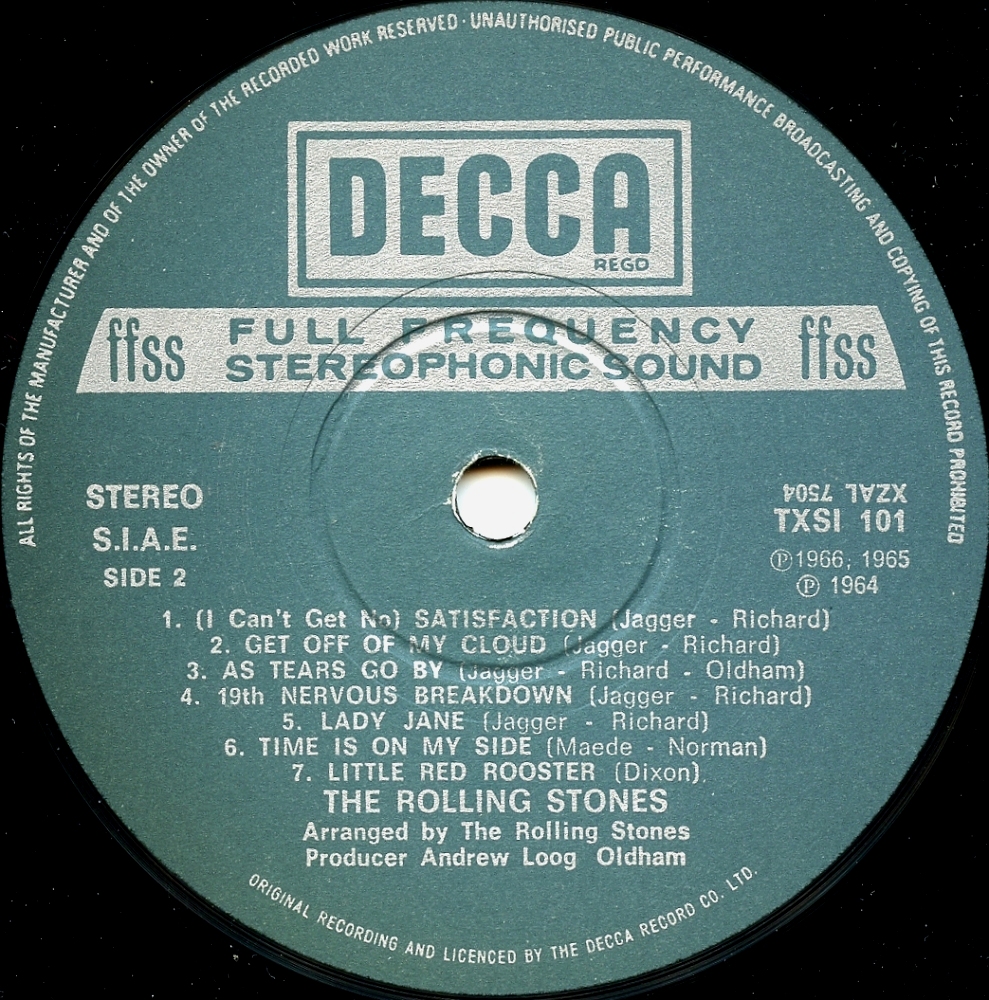 ALL RIGHTS OF THE MANUFACTURER AND OF THE OWNER OF THE RECORDED WORK RESERVED · UNAUTHORISED PUBLIC PERFORMANCE BROADCASTING AND COPYING OF THIS RECORD PROHIBITED
DECCA
REGD
ffss FULL FREQUENCY STEREOPHONIC SOUND ffss
STEREO
S.I.A.E.
SIDE 2
XZAL 7504
TXSI 101
Ⓟ1966, 1965
Ⓟ 1964
1. (I Can't Get No) SATISFACTION (Jagger - Richard)
2. GET OFF OF MY CLOUD (Jagger - Richard)
3. AS TEARS GO BY (Jagger - Richard - Oldham)
4. 19th NERVOUS BREAKDOWN (Jagger - Richard)
5. LADY JANE (Jagger - Richard)
6. TIME IS ON MY SIDE (Maede - Norman)
7. LITTLE RED ROOSTER (Dixon).
THE ROLLING STONES
Arranged by The Rolling Stones
Producer Andrew Loog Oldham
ORIGINAL RECORDING AND LICENCED BY THE DECCA RECORD CO. LTD.